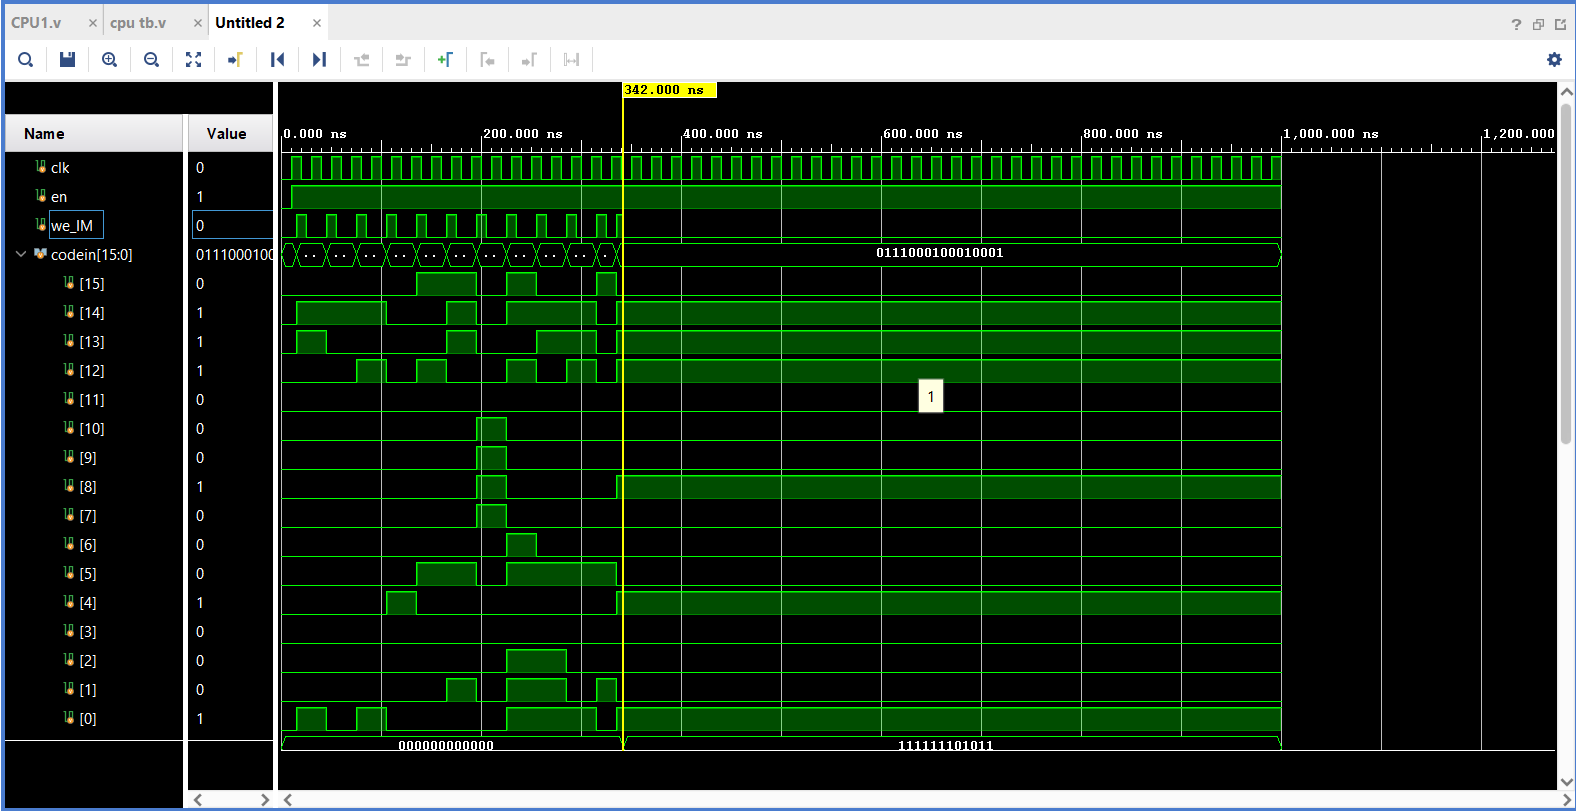 CPU1.v × cpu tb.v × Untitled 2 ×
?
342.000 ns
Name Value
0.000 ns 200.000 ns 400.000 ns 600.000 ns 800.000 ns 1,000.000 ns 1,200.000
clk 0
en 1
we_IM 0
codein[15:0] 0111000100 .. .. .. .. .. .. .. .. .. .. . 0111000100010001
[15] 0
[14] 1
[13] 1
[12] 1
[11] 0
1
[10] 0
[9] 0
[8] 1
[7] 0
[6] 0
[5] 0
[4] 1
[3] 0
[2] 0
[1] 0
[0] 1
000000000000 111111101011